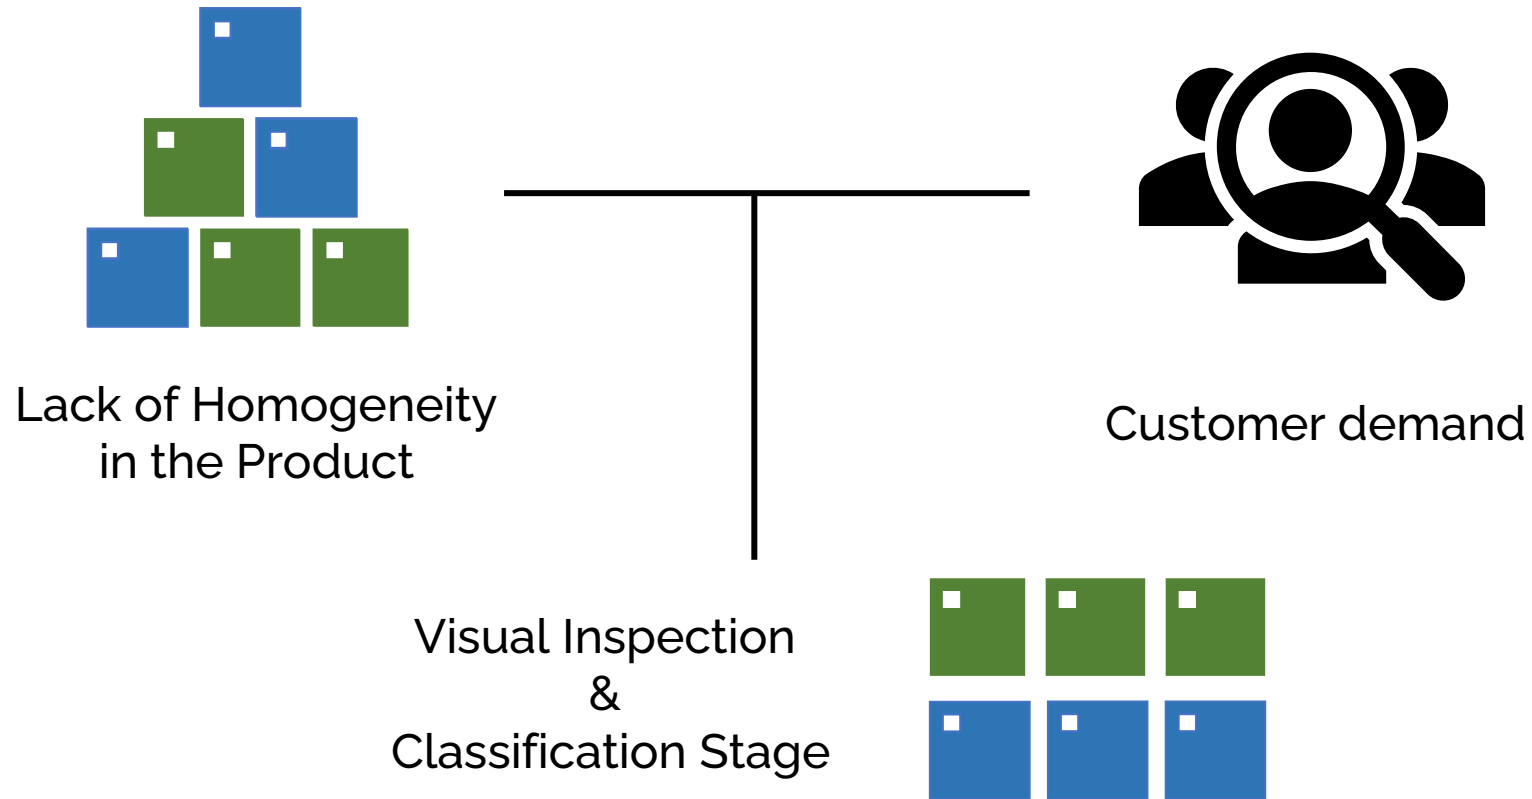 Lack of Homogeneity
in the Product
Customer demand
Visual Inspection
&
Classification Stage